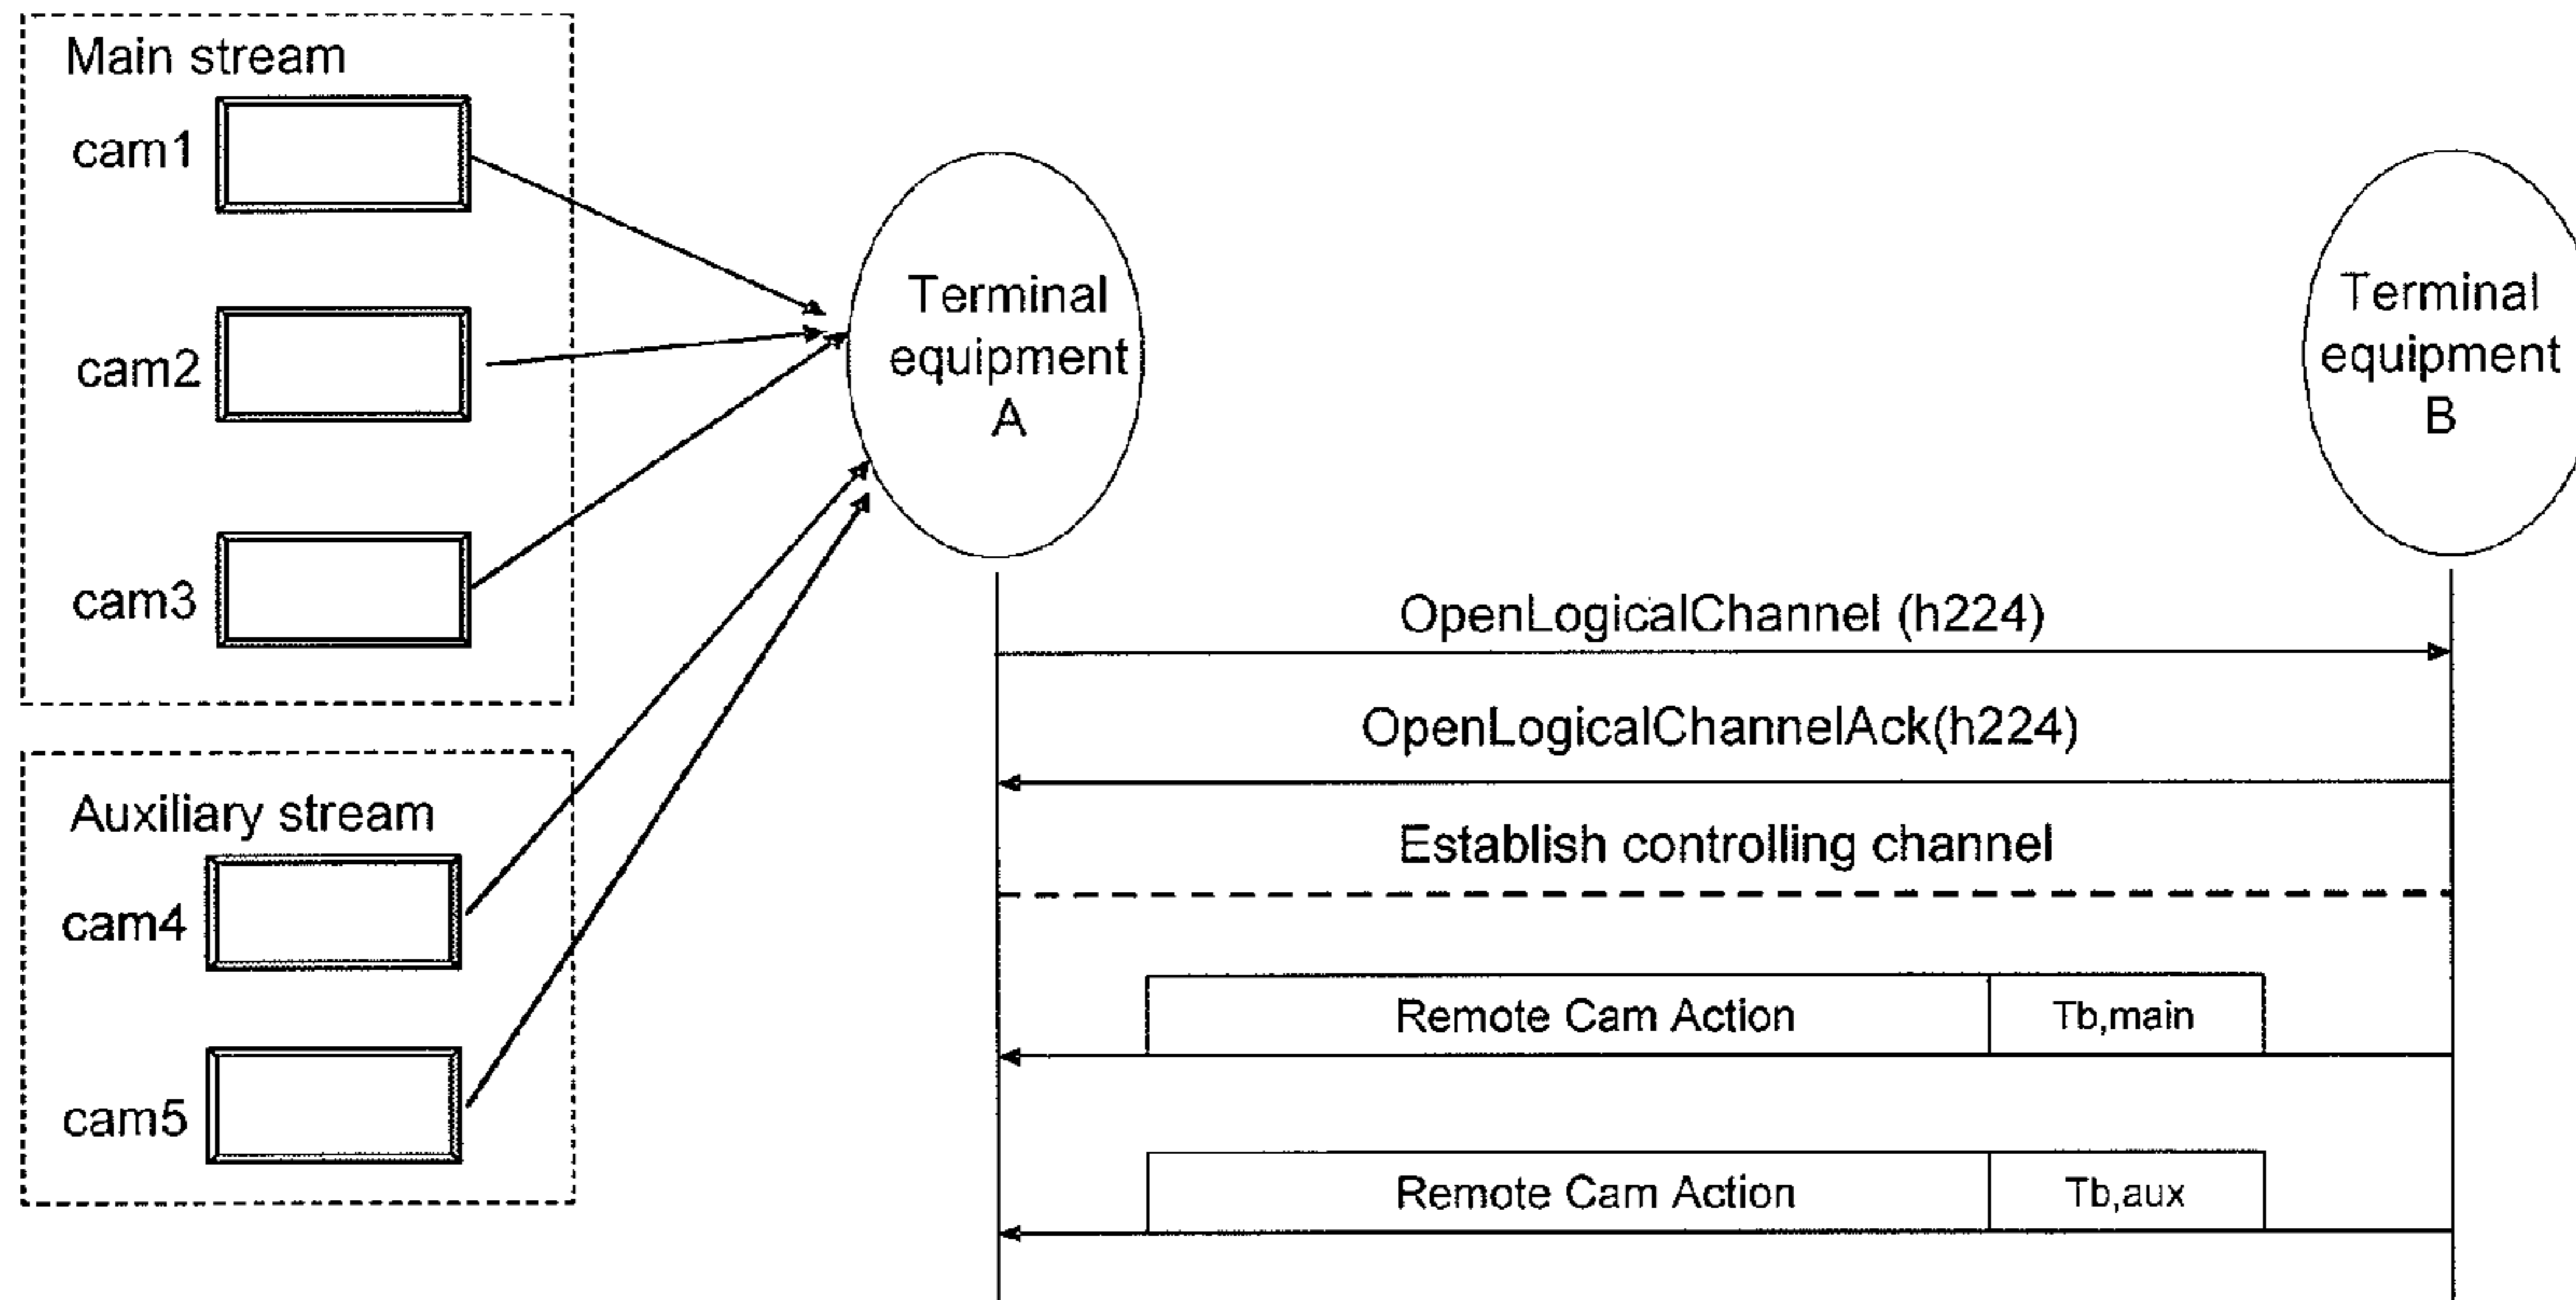 Main stream
cam1
cam2
cam3
Auxiliary stream
cam4
cam5
Terminal
equipment
A
Terminal
equipment
B
OpenLogicalChannel (h224)
OpenLogicalChannelAck(h224)
Establish controlling channel
Remote Cam Action
Tb,main
Remote Cam Action
Tb,aux